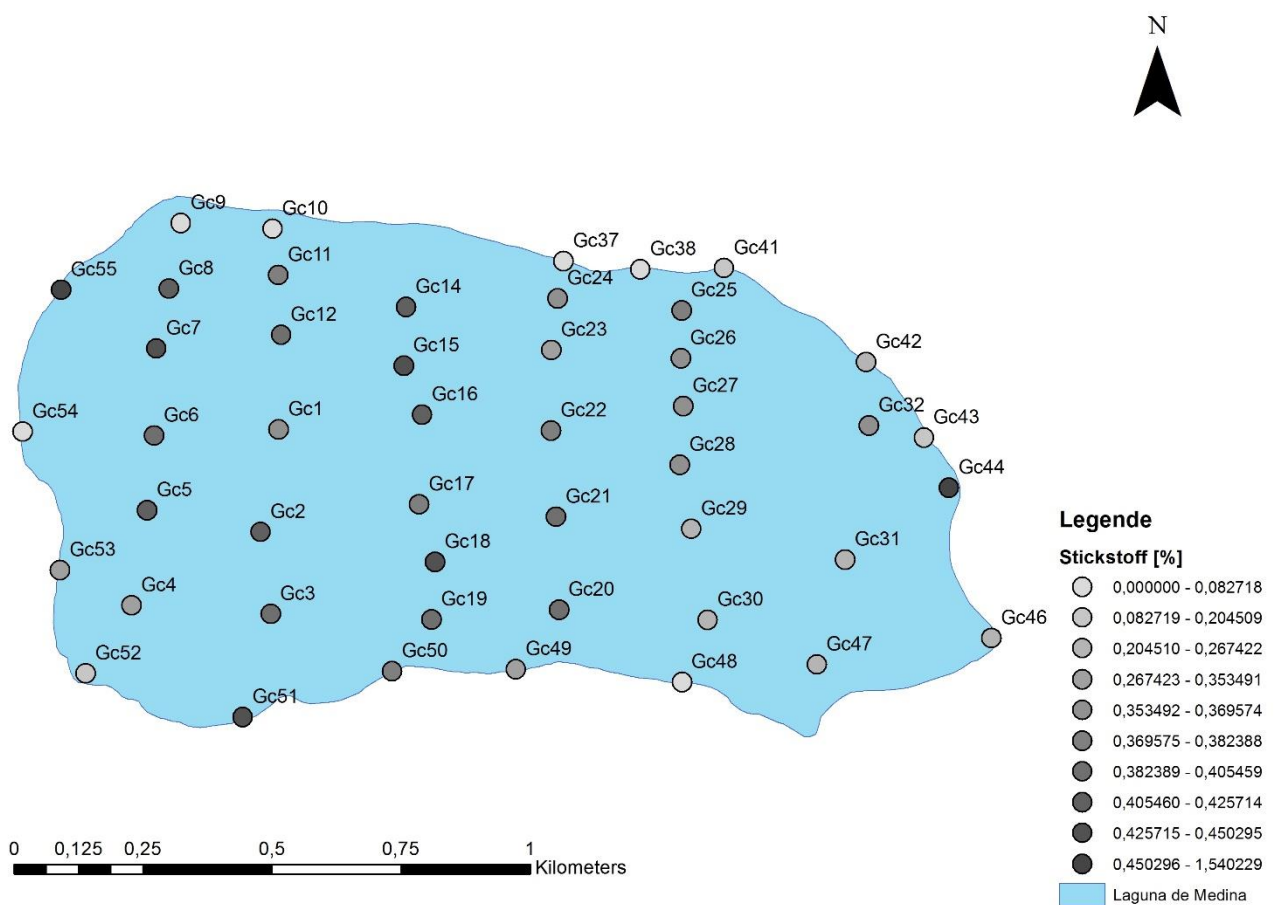 N
Gc9
Gc10
Gc37
Gc38
Gc41
Gc55
Gc8
Gc11
Gc24
Gc14
Gc25
Gc7
Gc12
Gc23
Gc15
Gc26
Gc42
Gc16
Gc27
Gc54
Gc6
Gc1
Gc22
Gc32
Gc43
Gc28
Gc44
Gc5
Gc17
Gc2
Gc21
Gc29
Gc53
Gc18
Gc31
Gc4
Gc3
Gc19
Gc20
Gc30
Gc46
Gc52
Gc50
Gc49
Gc48
Gc47
Gc51
Legende
Stickstoff [%]
0,000000 - 0,082718
0,082719 - 0,204509
0,204510 - 0,267422
0,267423 - 0,353491
0,353492 - 0,369574
0,369575 - 0,382388
0,382389 - 0,405459
0,405460 - 0,425714
0,425715 - 0,450295
0,450296 - 1,540229
Laguna de Medina
0 0,125 0,25 0,5 0,75 1
Kilometers